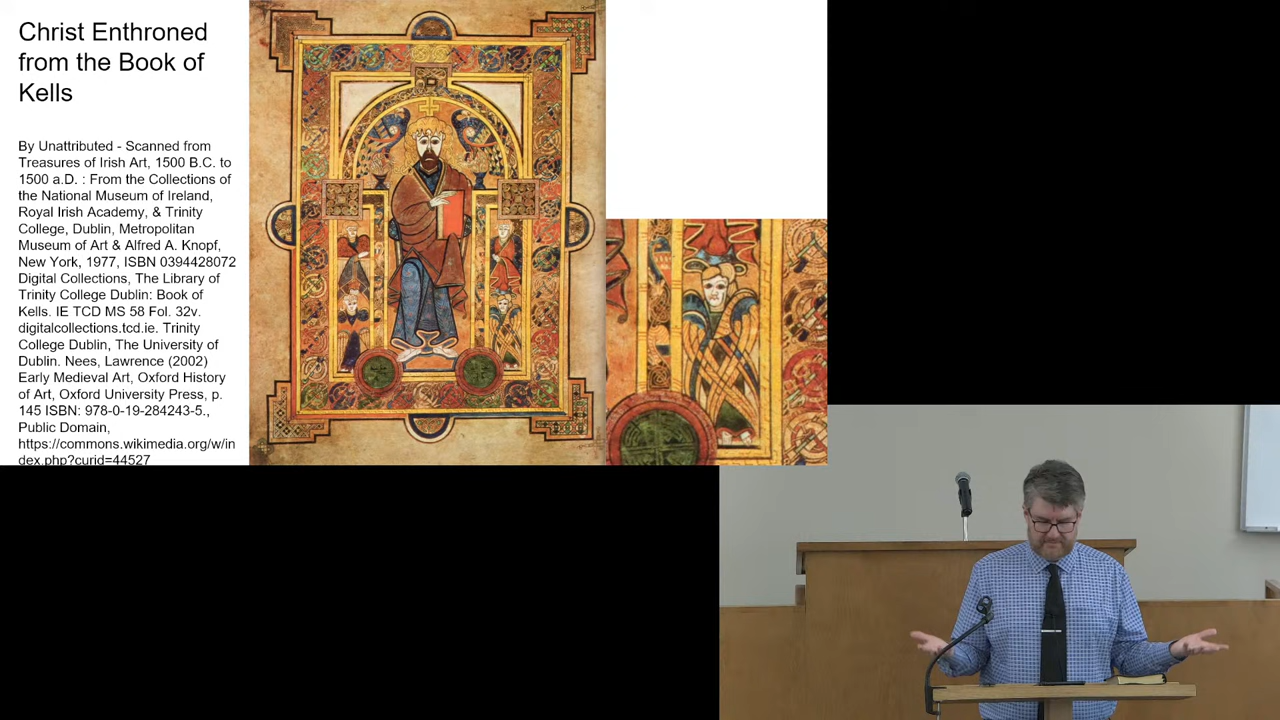 Christ Enthroned
from the Book of
Kells
By Unattributed - Scanned from
Treasures of Irish Art, 1500 B.C. to
1500 a.D. : From the Collections of
the National Museum of Ireland,
Royal Irish Academy, & Trinity
College, Dublin, Metropolitan
Museum of Art & Alfred A. Knopf,
New York, 1977, ISBN 0394428072
Digital Collections, The Library of
Trinity College Dublin: Book of
Kells. IE TCD MS 58 Fol. 32v.
digitalcollections.tcd.ie. Trinity
College Dublin, The University of
Dublin. Nees, Lawrence (2002)
Early Medieval Art, Oxford History
of Art, Oxford University Press, p.
145 ISBN: 978-0-19-284243-5.,
Public Domain,
https://commons.wikimedia.org/w/in
dex.php?curid=44527